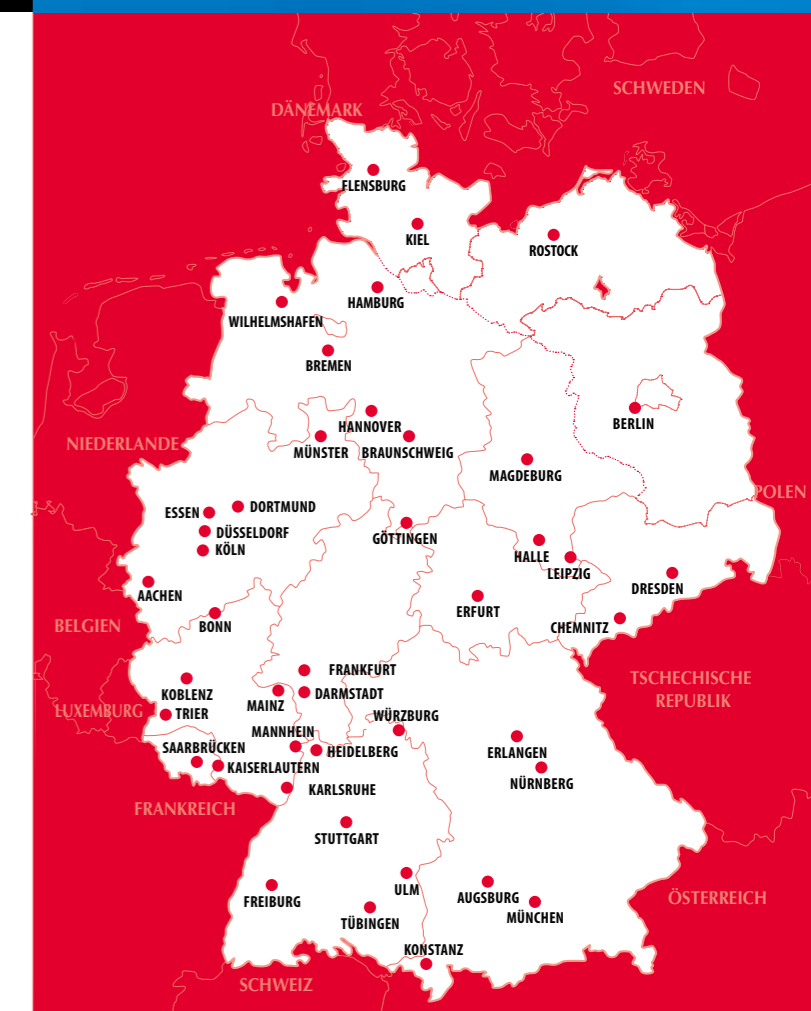 SCHWEDEN
DÄNEMARK
FLENSBURG
KIEL
ROSTOCK
HAMBURG
WILHELMSHAFEN
BREMEN
BERLIN
HANNOVER
NIEDERLANDE
MÜNSTER
BRAUNSCHWEIG
MAGDEBURG
POLEN
ESSEN
DORTMUND
DÜSSELDORF
GÖTTINGEN
KÖLN
HALLE
LEIPZIG
DRESDEN
AACHEN
ERFURT
BELGIEN
BONN
CHEMNITZ
FRANKFURT
TSCHECHISCHE
REPUBLIK
KOBLENZ
DARMSTADT
MAINZ
LUXEMBURG
TRIER
WÜRZBURG
MANNHEIN
SAARBRÜCKEN
HEIDELBERG
ERLANGEN
KAISERLAUTERN
NÜRNBERG
KARLSRUHE
FRANKREICH
STUTTGART
ULM
FREIBURG
AUGSBURG
ÖSTERREICH
MÜNCHEN
TÜBINGEN
KONSTANZ
SCHWEIZ